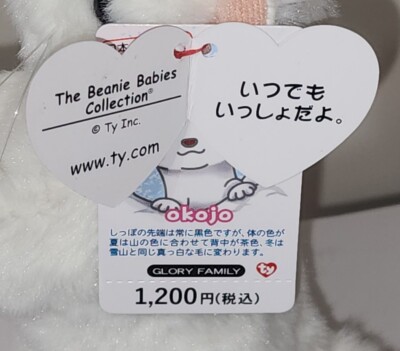 The Beanie Babies
Collection®
© Ty Inc.
www.ty.com
いつでも
いっしょだよ。
okojo
しっぽの先端は常に黒色ですが、体の色が
夏は山の色に合わせて背中が茶色、冬は
雪山と同じ真っ白な毛に変わります。
GLORY FAMILY
ty
1,200円(税込)